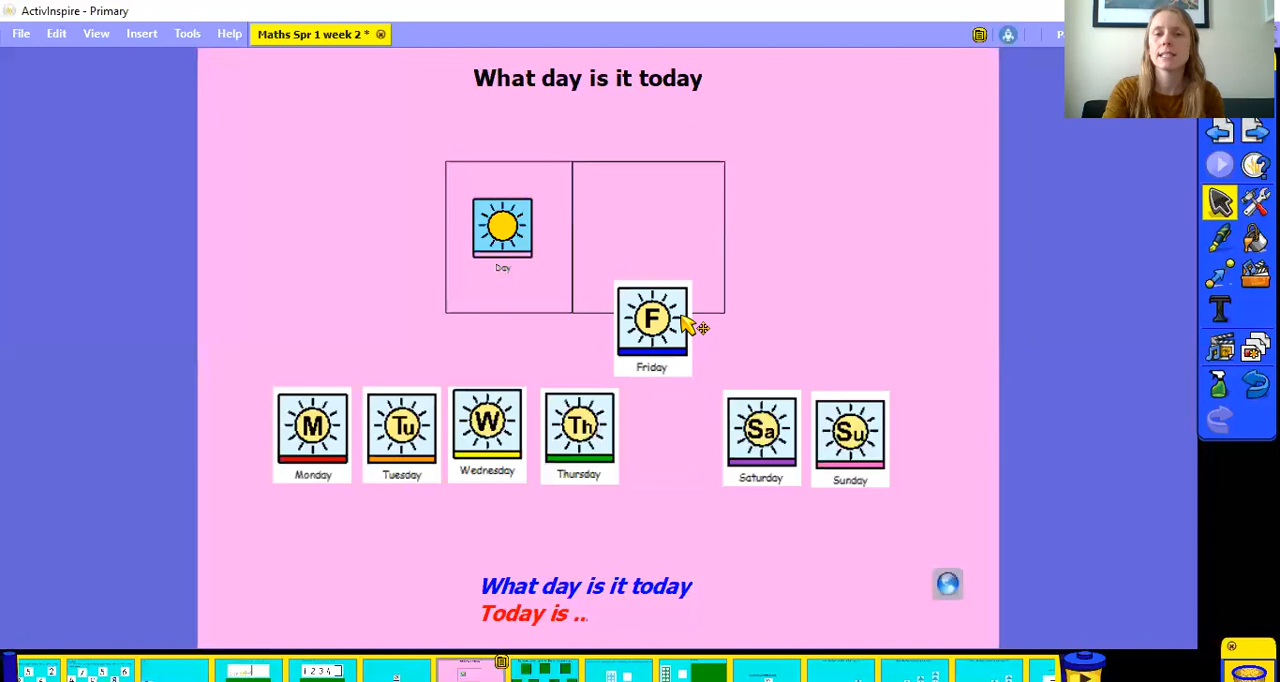 ActivInspire - Primary
File Edit View Insert Tools Help Maths Spr 1 week 2 *
What day is it today
Day
F
Friday
M Tu W Th Sa Su
Monday Tuesday Wednesday Thursday Saturday Sunday
What day is it today
Today is ..